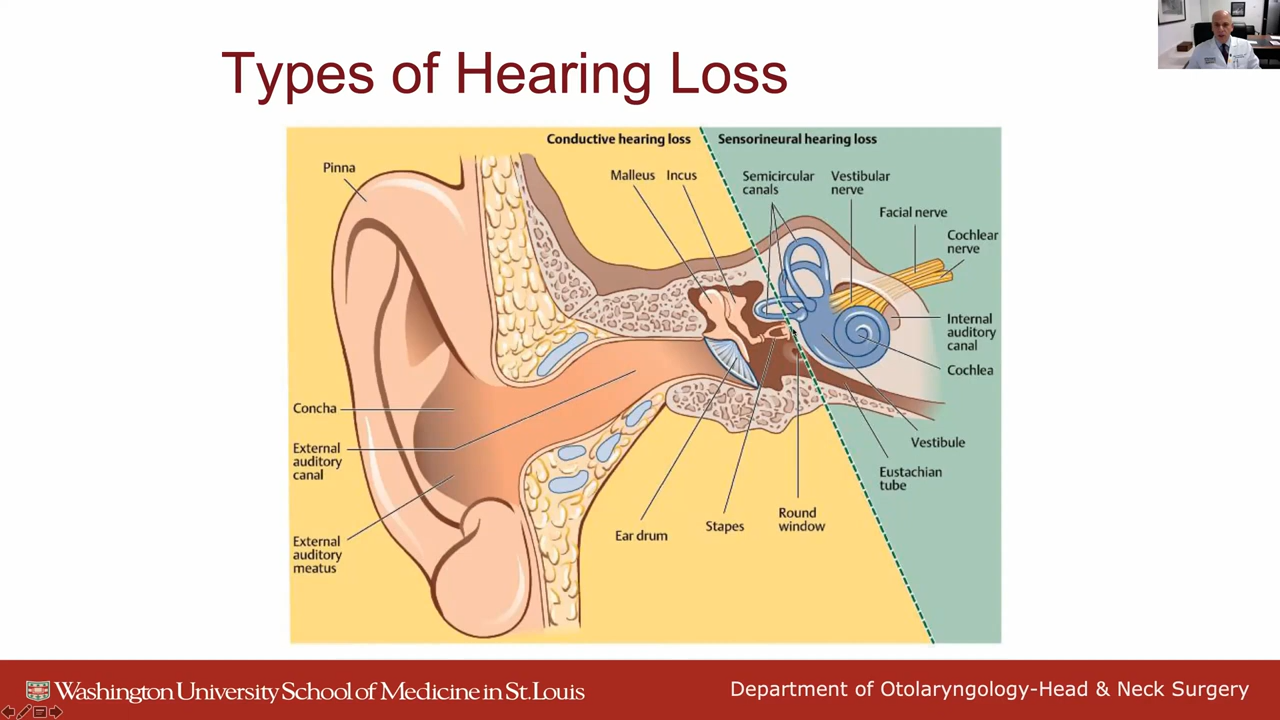 Types of Hearing Loss
Conductive hearing loss
Sensorineural hearing loss
Pinna
Malleus
Incus
Semicircular
canals
Vestibular
nerve
Facial nerve
Cochlear
nerve
Internal
auditory
canal
Cochlea
Concha
External
auditory
canal
Vestibule
Eustachian
tube
Round
window
Stapes
Ear drum
External
auditory
meatus
Washington University School of Medicine in St. Louis
Department of Otolaryngology-Head & Neck Surgery